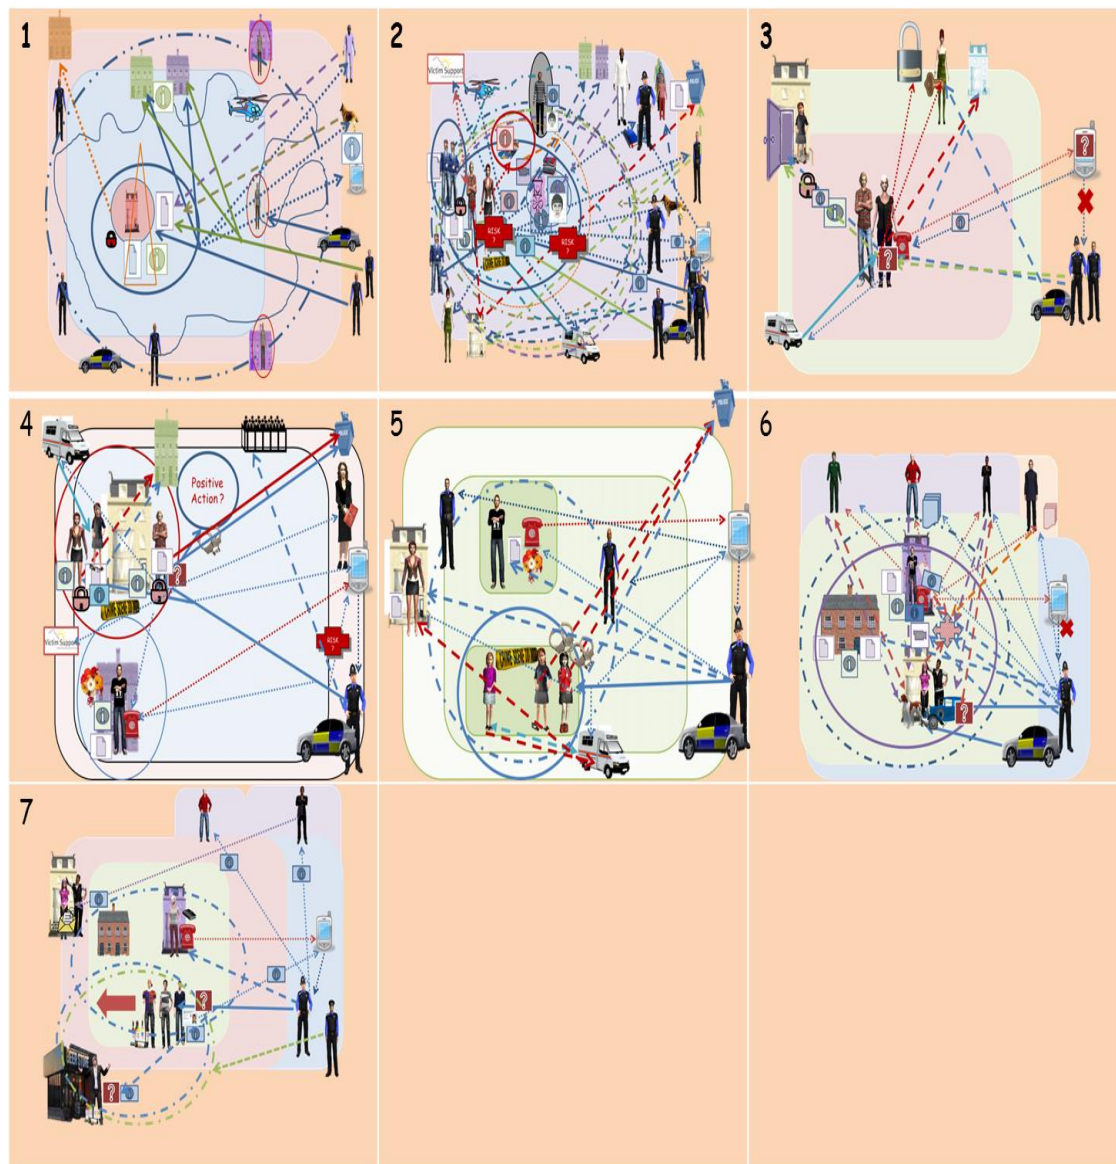 1
2
3
Victim Support
RISK
?
RISK
?
?
?
4
5
6
POLICE
Positive
Action?
?
Victim Support
RISK
?
?
7
?
?